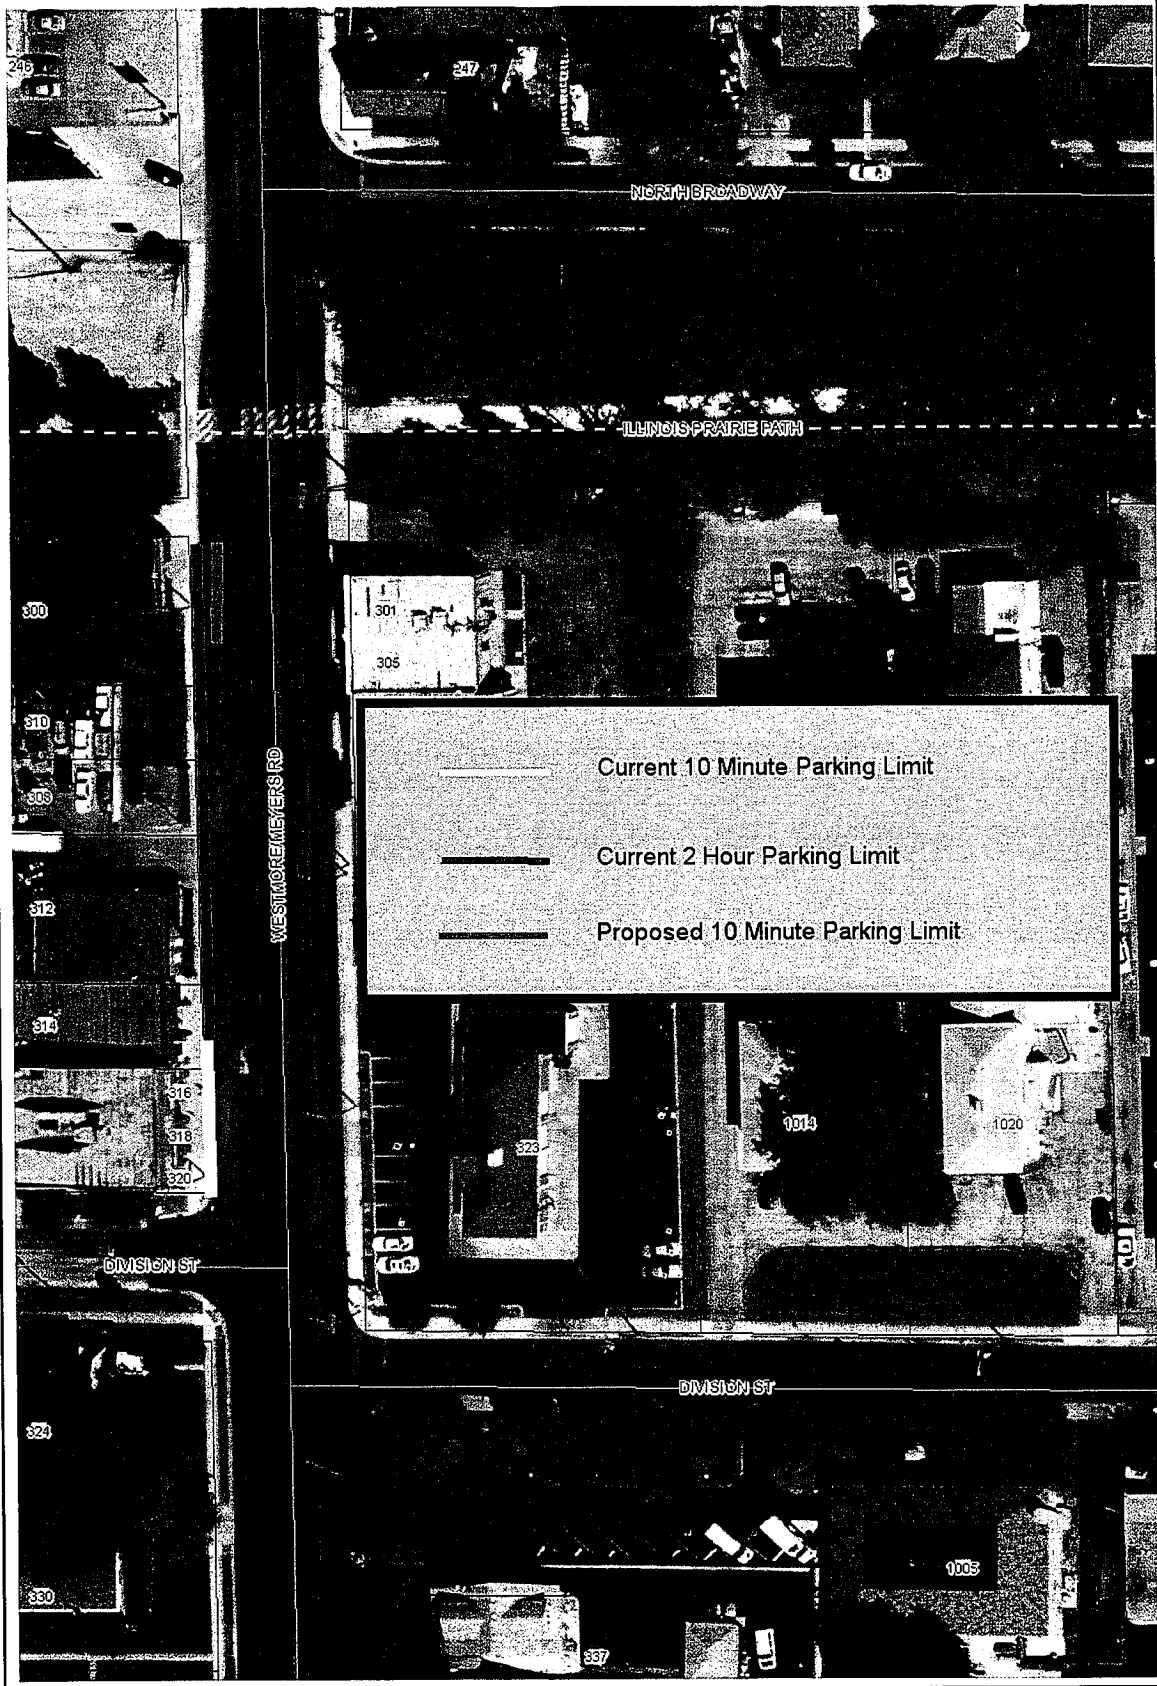 246
247
NORTH BROADWAY
ILLINOIS PRAIRIE PATH
300
301
305
310
308
WESTMORE/MEYERS RD
Current 10 Minute Parking Limit
Current 2 Hour Parking Limit
Proposed 10 Minute Parking Limit
312
314
316
318
320
323
1014
1020
DIVISION ST
DIVISION ST
324
330
1005
337